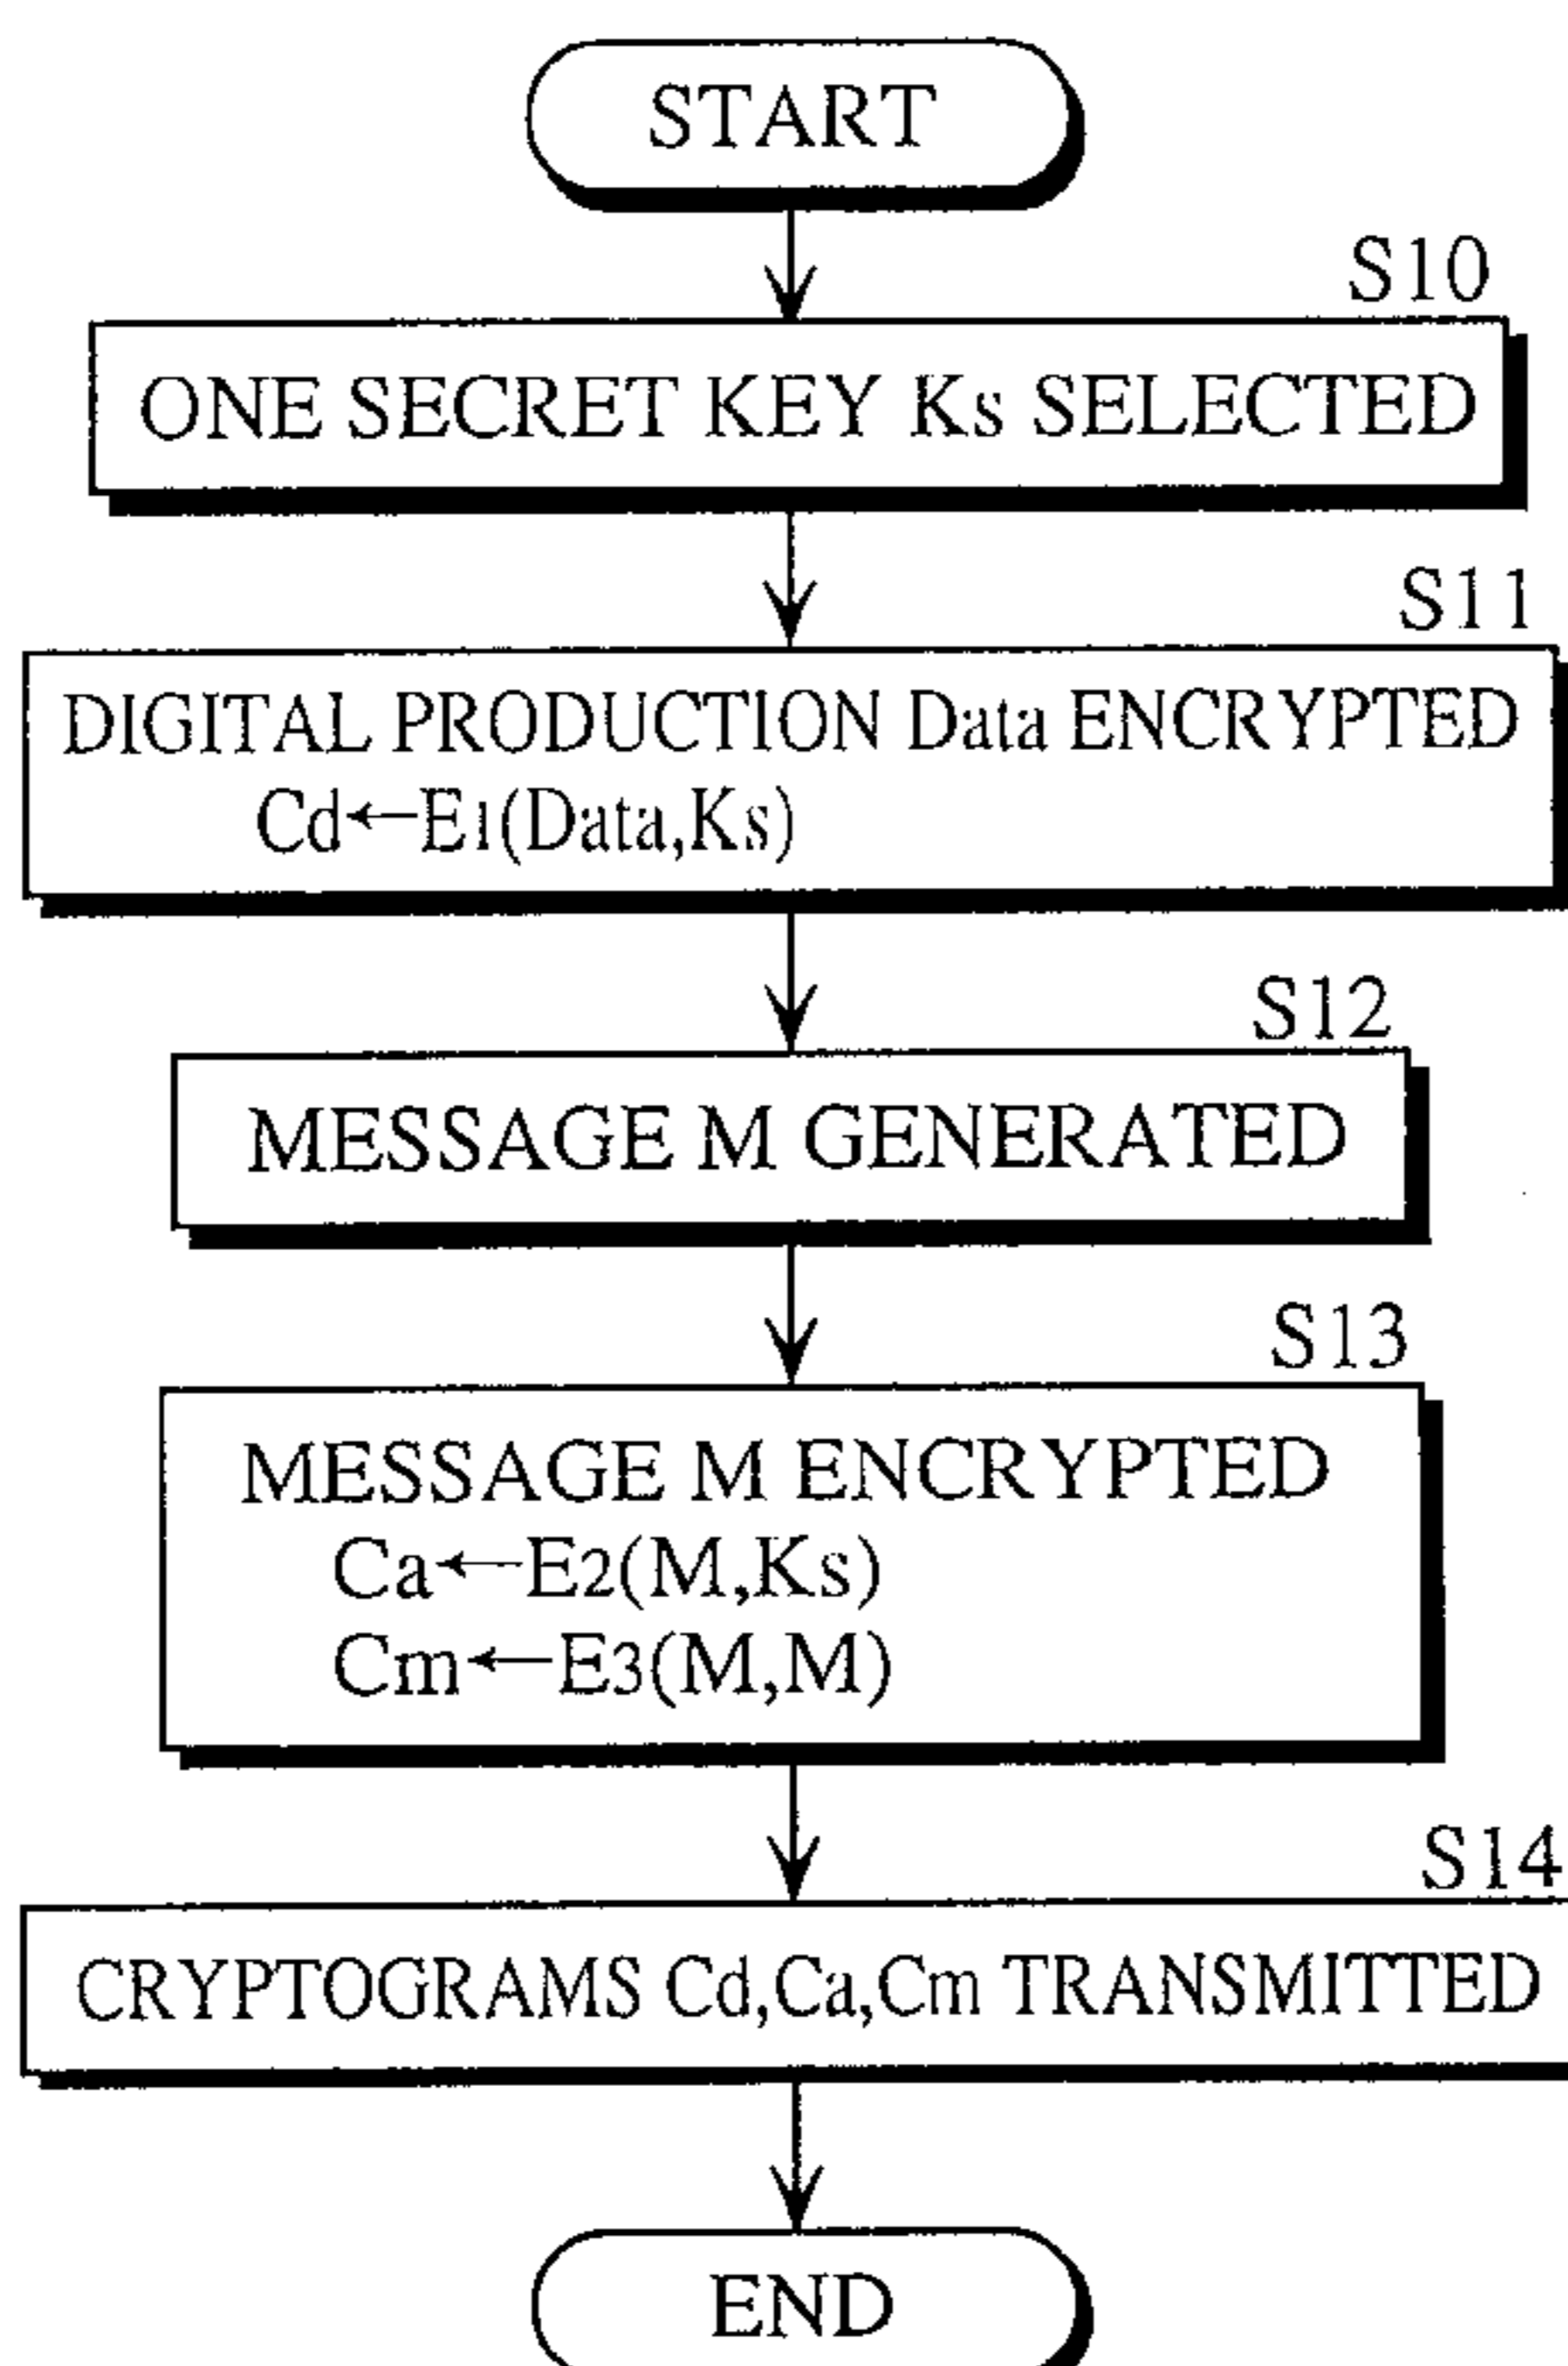 START
S10
ONE SECRET KEY Ks SELECTED
S11
DIGITAL PRODUCTION Data ENCRYPTED
Cd←E1(Data,Ks)
S12
MESSAGE M GENERATED
S13
MESSAGE M ENCRYPTED
Ca←E2(M,Ks)
Cm←E3(M,M)
S14
CRYPTOGRAMS Cd,Ca,Cm TRANSMITTED
END